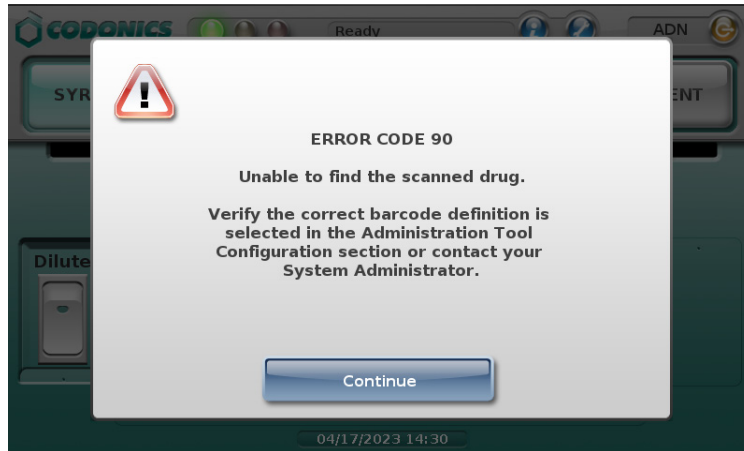 CODONICS
Ready
ADN
SYR
ENT
ERROR CODE 90
Unable to find the scanned drug.
Verify the correct barcode definition is
selected in the Administration Tool
Configuration section or contact your
System Administrator.
Dilute
Continue
04/17/2023 14:30